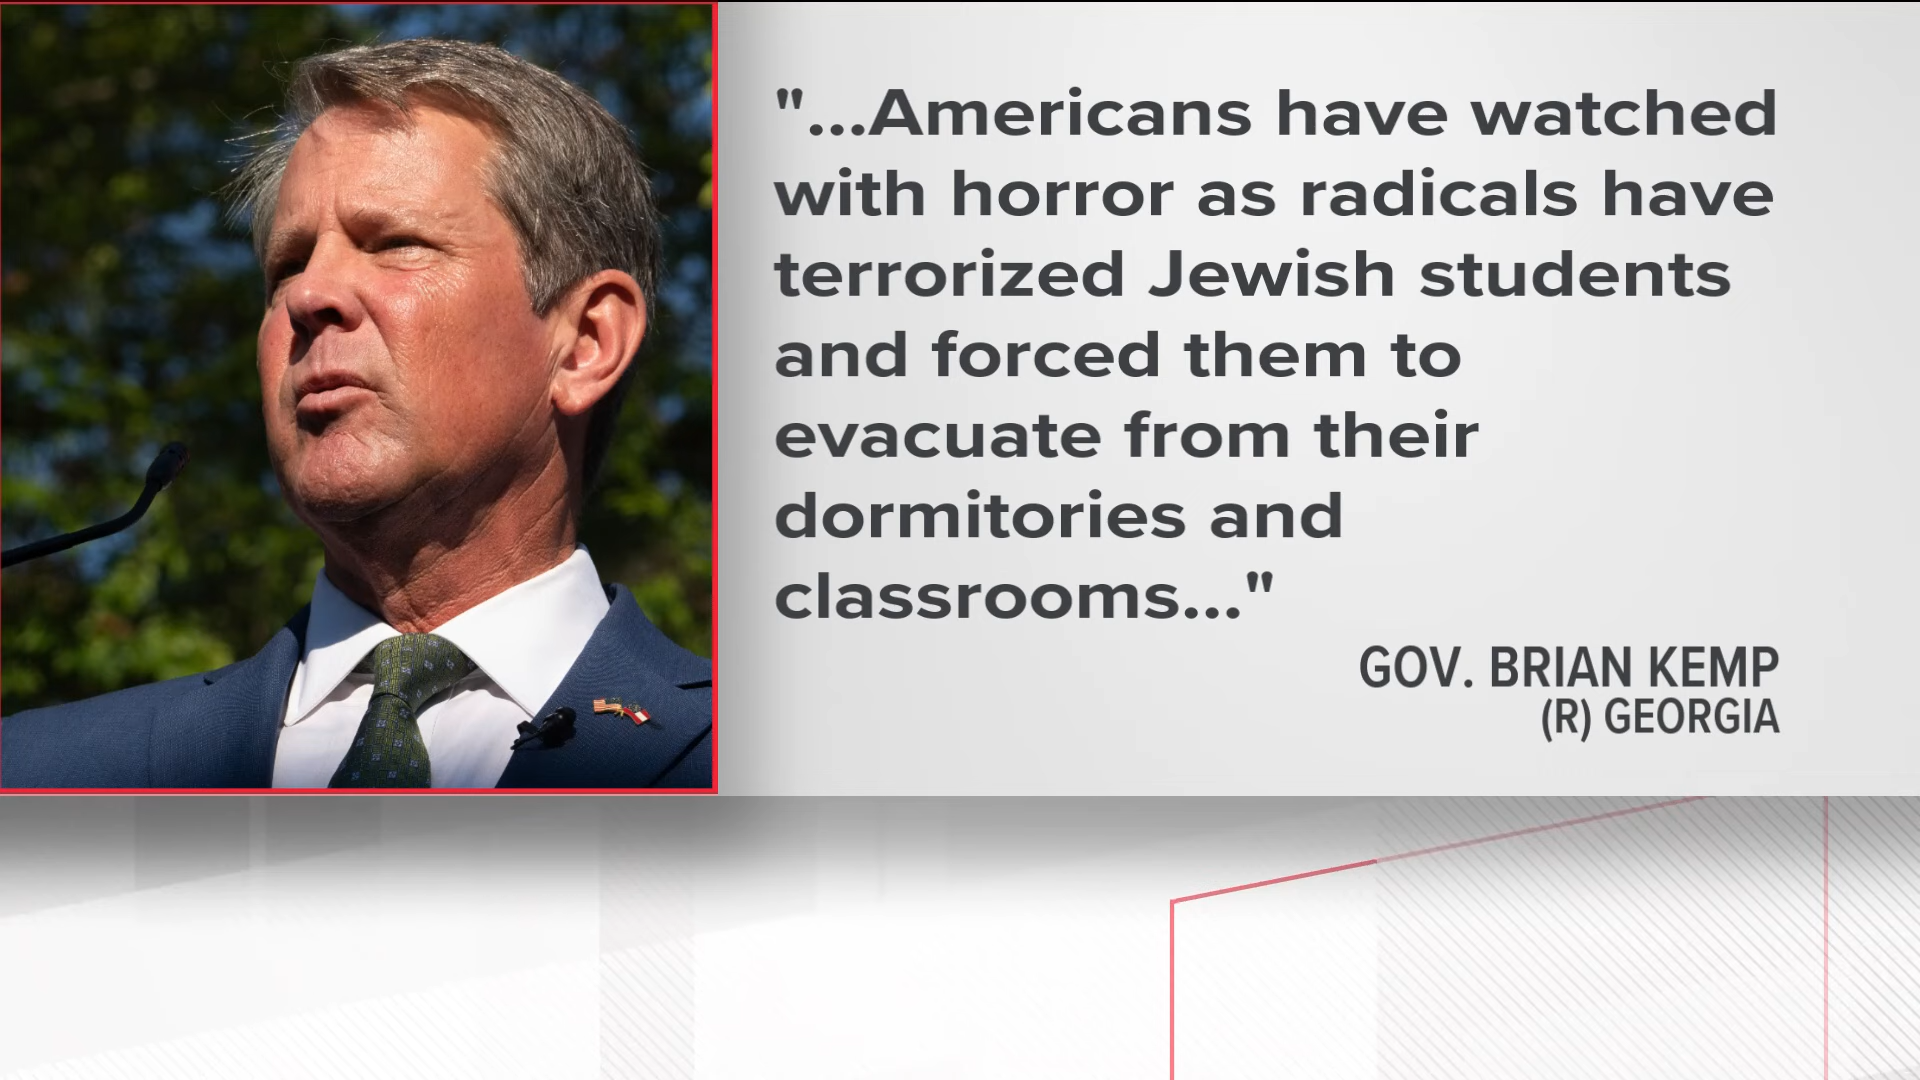 "...Americans have watched
with horror as radicals have
terrorized Jewish students
and forced them to
evacuate from their
dormitories and
classrooms..."
GOV. BRIAN KEMP
(R) GEORGIA